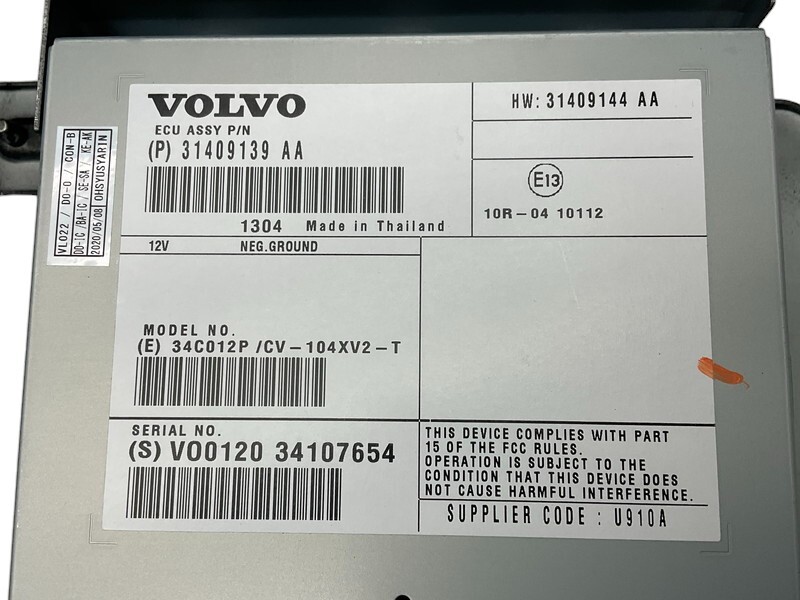 VOLVO
ECU ASSY P/N
(P) 31409139 AA
1304 Made in Thailand
HW: 31409144 AA
E13
10R-04 10112
12V NEG.GROUND
MODEL NO.
(E) 34C012P /CV-104XV2-T
SERIAL NO.
(S) VO0120 34107654
THIS DEVICE COMPLIES WITH PART
15 OF THE FCC RULES.
OPERATION IS SUBJECT TO THE
CONDITION THAT THIS DEVICE DOES
NOT CAUSE HARMFUL INTERFERENCE.
SUPPLIER CODE : U910A
VL022 / DO-O / CON-B
DO-IC /BA-IC / SE-SA / KE-AK
2020/05/08 OHSYUSYARIN